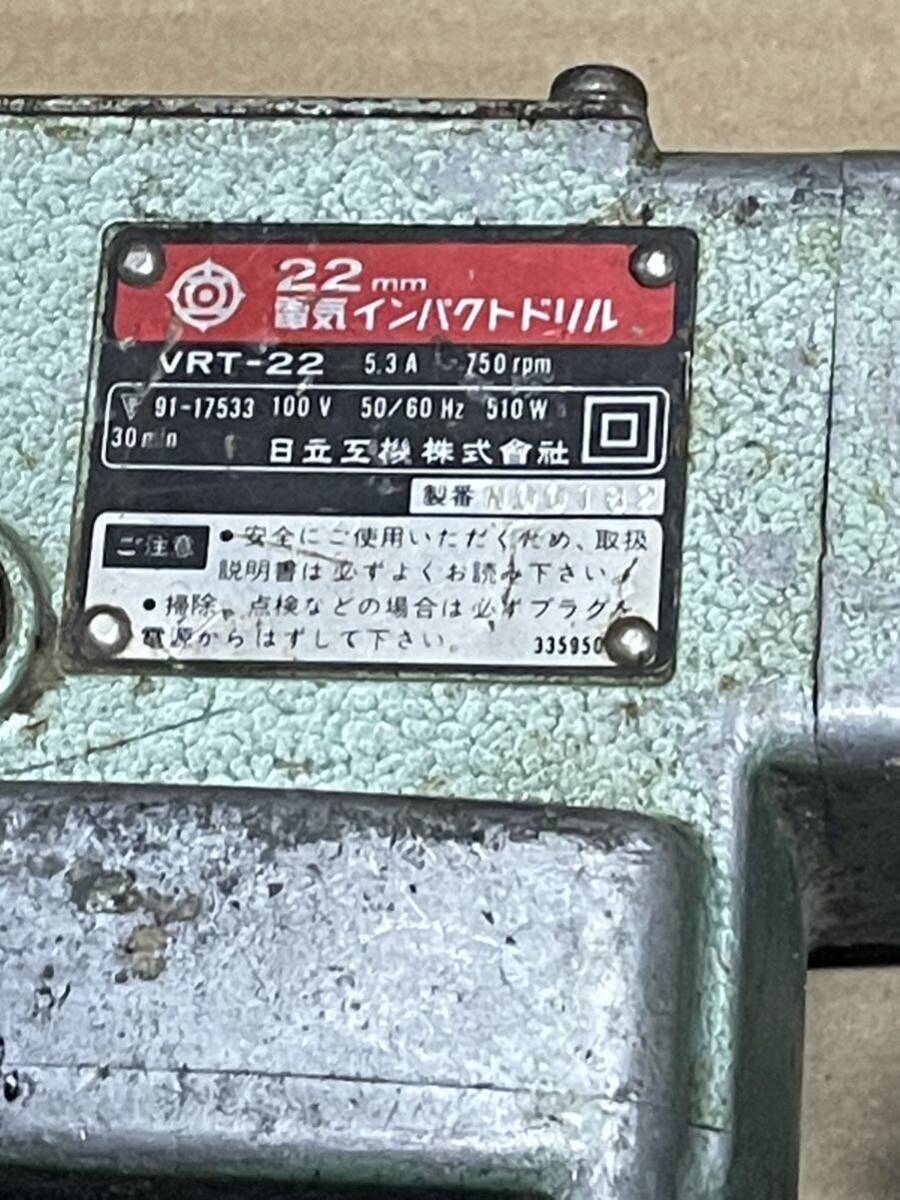 22mm
電気インパクトドリル
VRT-22 5.3A 750rpm
91-17533 100V 50/60Hz 510W
30min 日立工機株式會社
製番
ご注意 •安全にご使用いただくため、取扱
説明書は必ずよくお読み下さい。
•掃除、点検などの場合は必ずプラグを
電源からはずして下さい。 335950